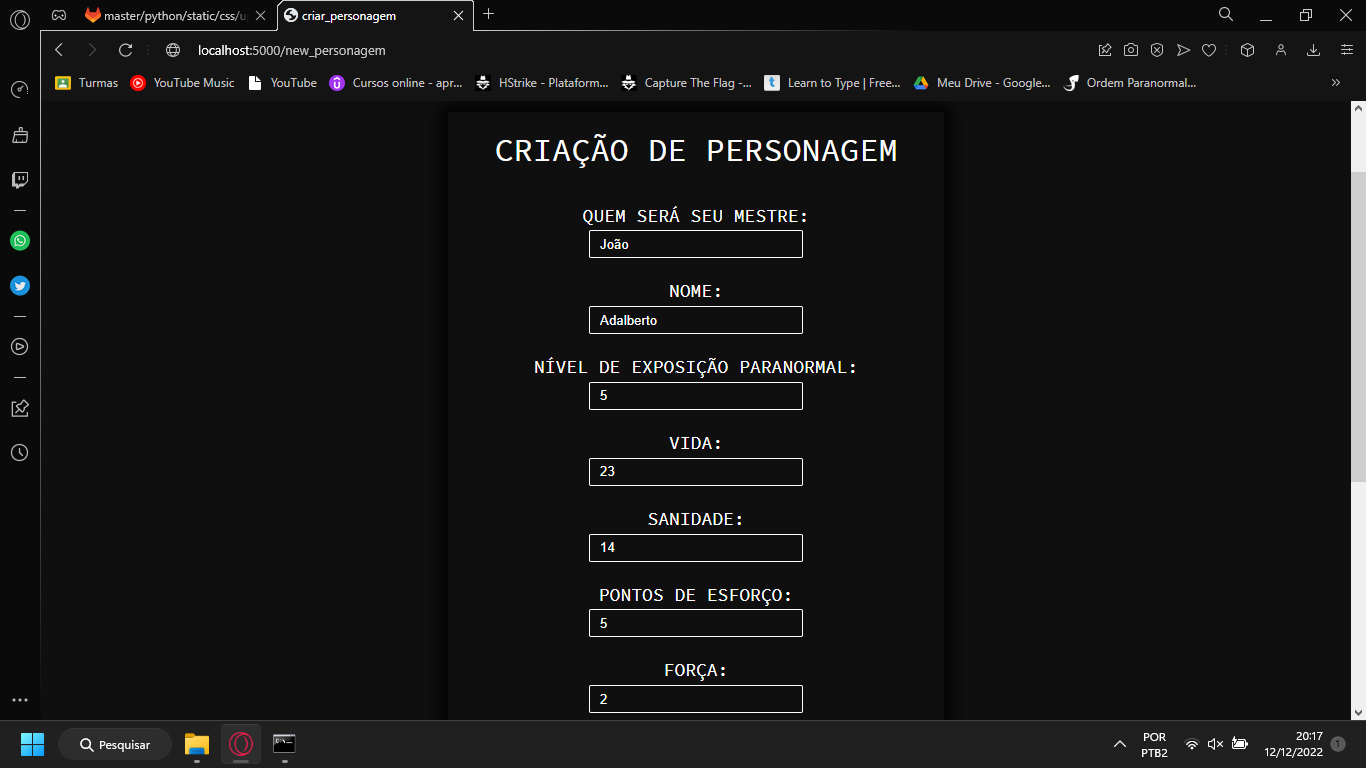 master/python/static/css/u
criar_personagem
localhost:5000/new_personagem
Turmas
YouTube Music
YouTube
Cursos online - apr...
HStrike - Plataform...
Capture The Flag -...
Learn to Type | Free...
Meu Drive - Google...
Ordem Paranormal...
CRIAÇÃO DE PERSONAGEM
QUEM SERÁ SEU MESTRE:
João
NOME:
Adalberto
NÍVEL DE EXPOSIÇÃO PARANORMAL:
5
VIDA:
23
SANIDADE:
14
PONTOS DE ESFORÇO:
5
FORÇA:
2
Pesquisar
POR
PTB2
20:17
12/12/2022
1